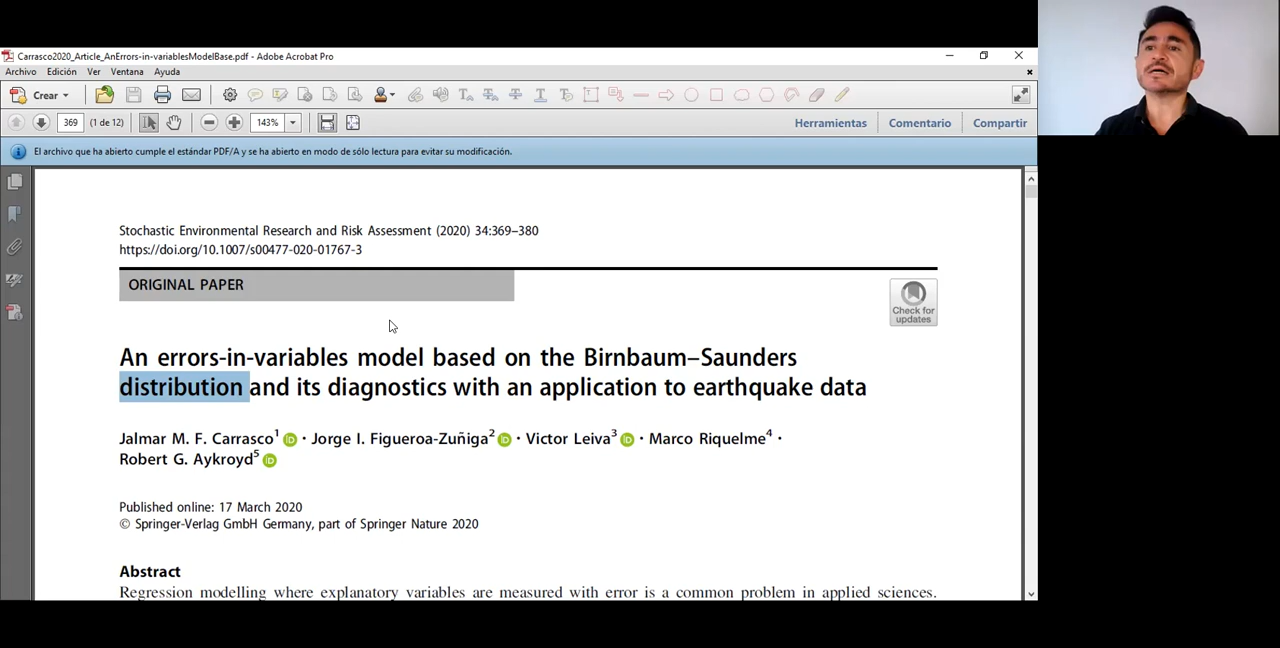 Carrasco2020_Article_AnErrors-in-variablesModelBase.pdf - Adobe Acrobat Pro
Archivo Edición Ver Ventana Ayuda
Crear
369 (1 de 12) 143% Herramientas Comentario Compartir
El archivo que ha abierto cumple el estándar PDF/A y se ha abierto en modo de sólo lectura para evitar su modificación.
Stochastic Environmental Research and Risk Assessment (2020) 34:369–380
https://doi.org/10.1007/s00477-020-01767-3
ORIGINAL PAPER
Check for
updates
An errors-in-variables model based on the Birnbaum–Saunders
distribution and its diagnostics with an application to earthquake data
Jalmar M. F. Carrasco1 iD · Jorge I. Figueroa-Zuñiga2 iD · Victor Leiva3 iD · Marco Riquelme4 ·
Robert G. Aykroyd5 iD
Published online: 17 March 2020
© Springer-Verlag GmbH Germany, part of Springer Nature 2020
Abstract
Regression modelling where explanatory variables are measured with error is a common problem in applied sciences.